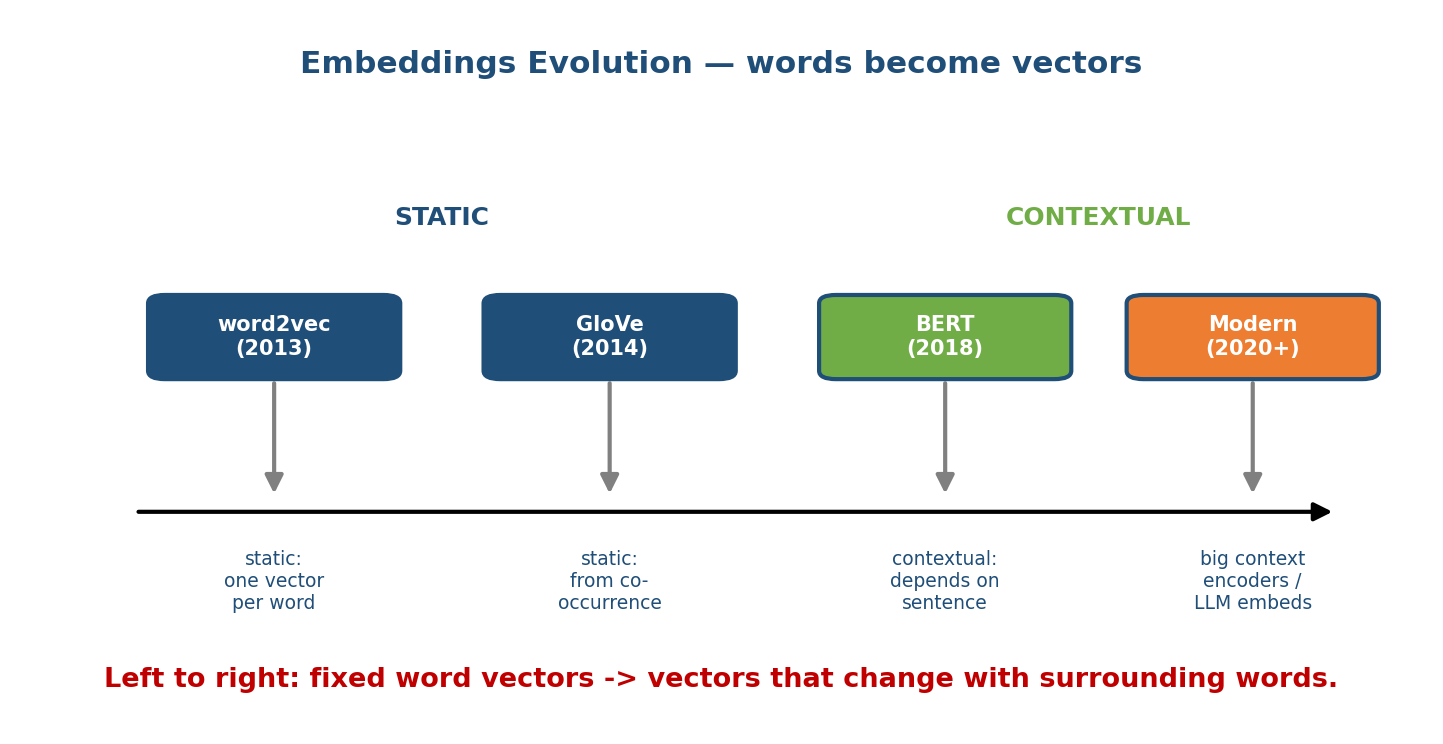 Embeddings Evolution — words become vectors
STATIC
CONTEXTUAL
word2vec
(2013)
GloVe
(2014)
BERT
(2018)
Modern
(2020+)
static:
one vector
per word
static:
from co-
occurrence
contextual:
depends on
sentence
big context
encoders /
LLM embeds
Left to right: fixed word vectors -> vectors that change with surrounding words.